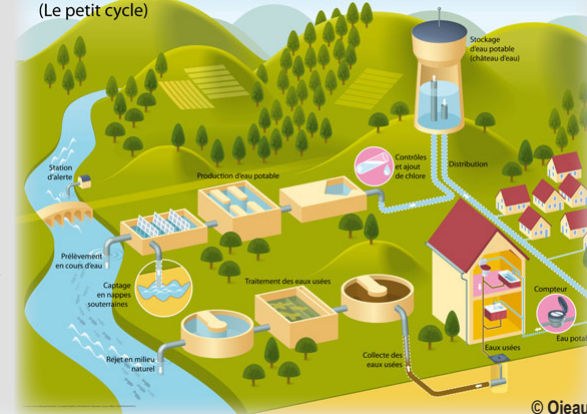 (Le petit cycle)
Stockage
d'eau potable
(château d'eau)
Station
d'alerte
Production d'eau potable
Contrôles
et ajout
de chlore
Distribution
Prélèvement
en cours d'eau
Captage
en nappes
souterraines
Traitement des eaux usées
Compteur
Rejet en milieu
naturel
Collecte des
eaux usées
Eaux usées
Eau potab
© Oieau